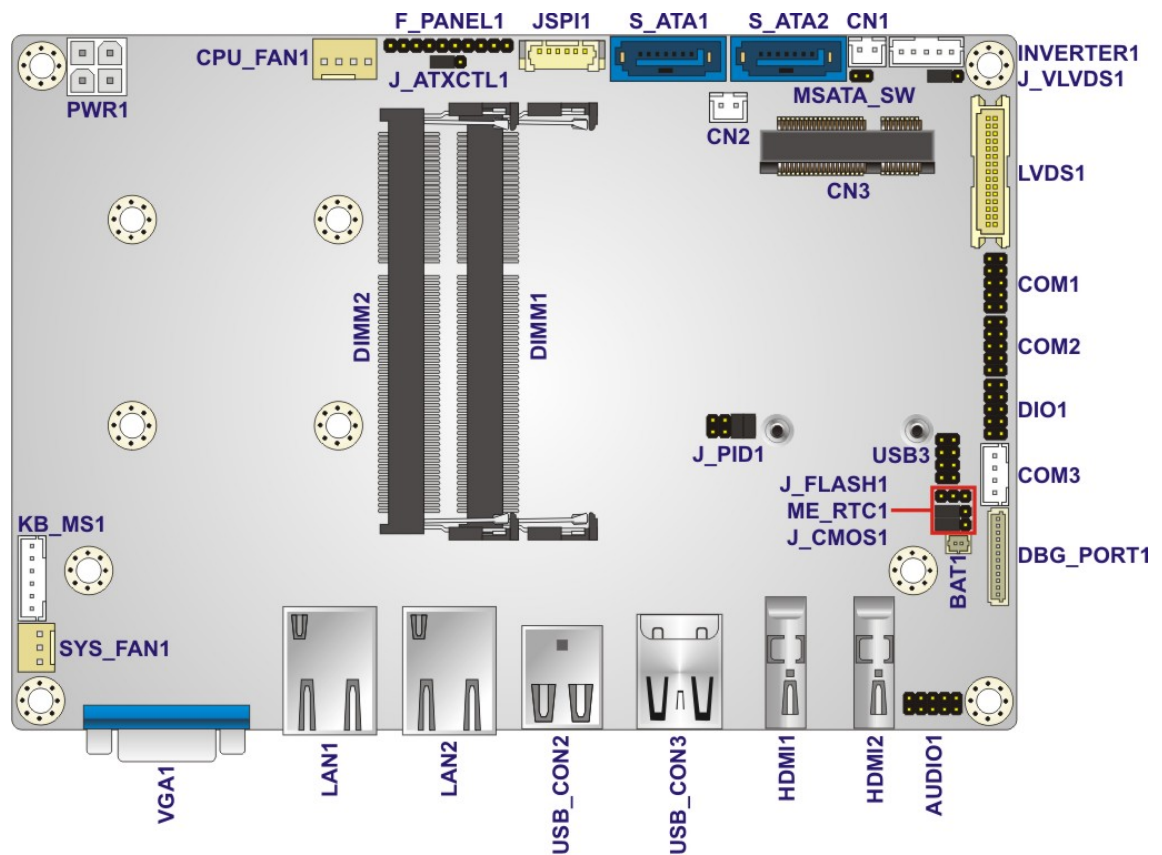 F_PANEL1
JSPI1
S_ATA1
S_ATA2
CN1
CPU_FAN1
INVERTER1
J_ATXCTL1
J_VLVDS1
PWR1
MSATA_SW
CN2
LVDS1
CN3
COM1
DIMM2
DIMM1
COM2
DIO1
J_PID1
USB3
COM3
J_FLASH1
ME_RTC1
J_CMOS1
KB_MS1
DBG_PORT1
BAT1
SYS_FAN1
VGA1
LAN1
LAN2
USB_CON2
USB_CON3
HDMI1
HDMI2
AUDIO1